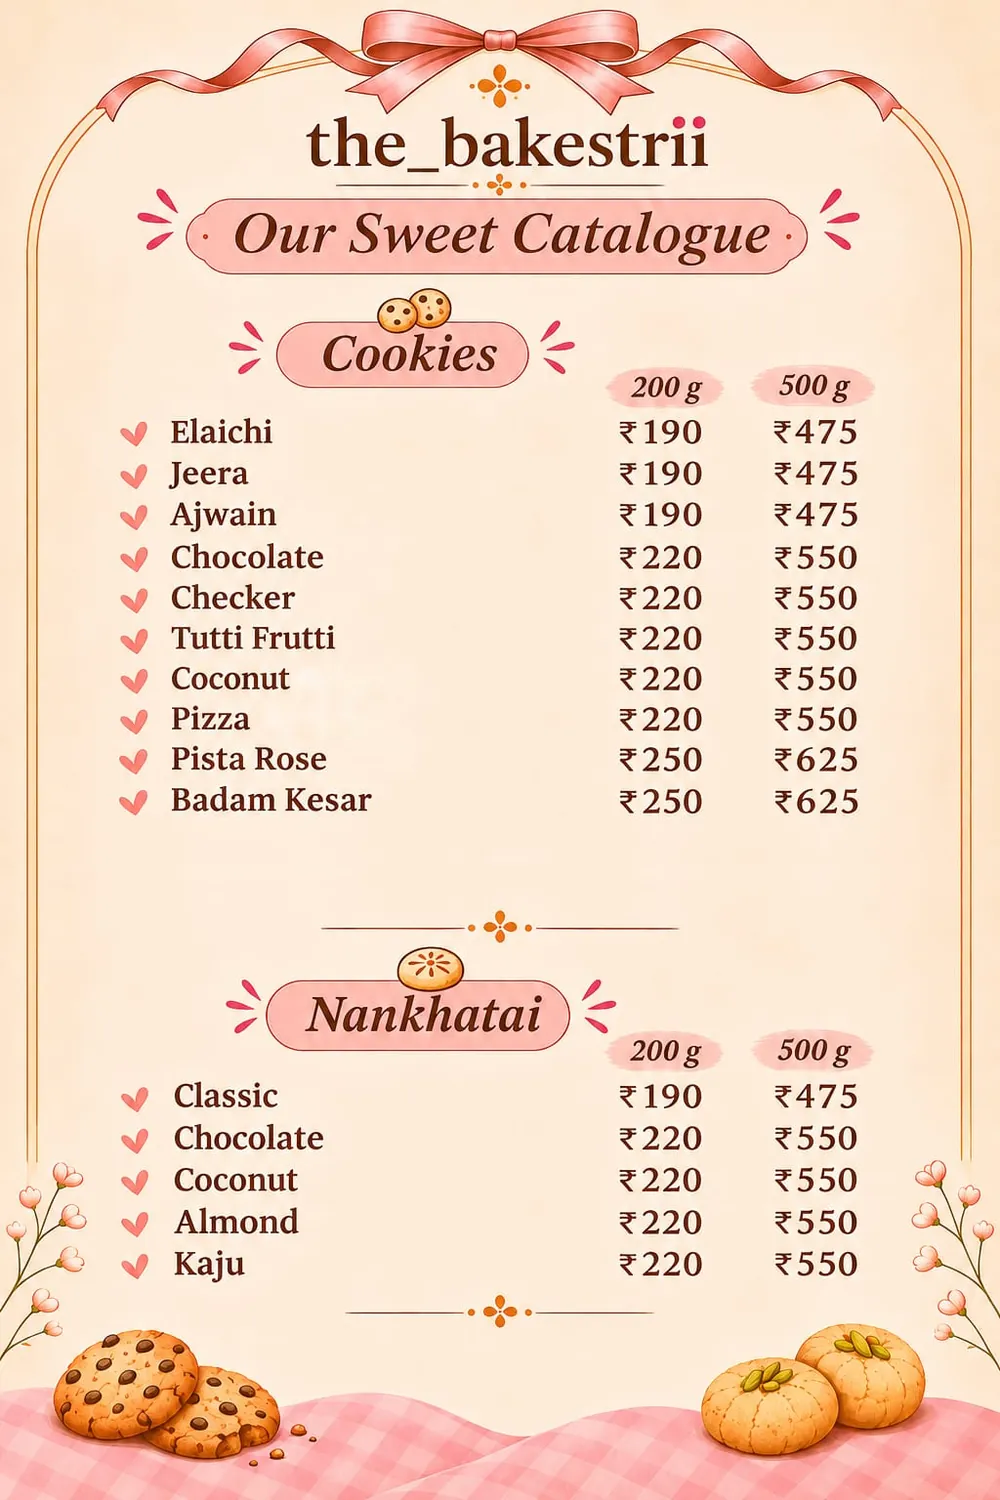 the_bakestrii
Our Sweet Catalogue
Cookies
200 g 500 g
Elaichi ₹190 ₹475
Jeera ₹190 ₹475
Ajwain ₹190 ₹475
Chocolate ₹220 ₹550
Checker ₹220 ₹550
Tutti Frutti ₹220 ₹550
Coconut ₹220 ₹550
Pizza ₹220 ₹550
Pista Rose ₹250 ₹625
Badam Kesar ₹250 ₹625
Nankhatai
200 g 500 g
Classic ₹190 ₹475
Chocolate ₹220 ₹550
Coconut ₹220 ₹550
Almond ₹220 ₹550
Kaju ₹220 ₹550